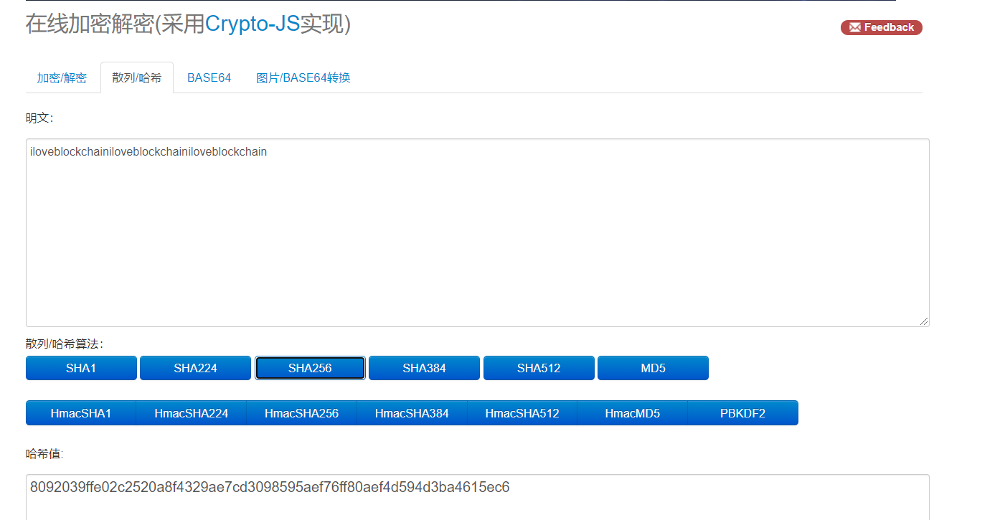 在线加密解密(采用Crypto-JS实现)
Feedback
加密/解密 散列/哈希 BASE64 图片/BASE64转换
明文：
iloveblockchainiloveblockchainiloveblockchain
散列/哈希算法：
SHA1 SHA224 SHA256 SHA384 SHA512 MD5
HmacSHA1 HmacSHA224 HmacSHA256 HmacSHA384 HmacSHA512 HmacMD5 PBKDF2
哈希值:
8092039ffe02c2520a8f4329ae7cd3098595aef76ff80aef4d594d3ba4615ec6